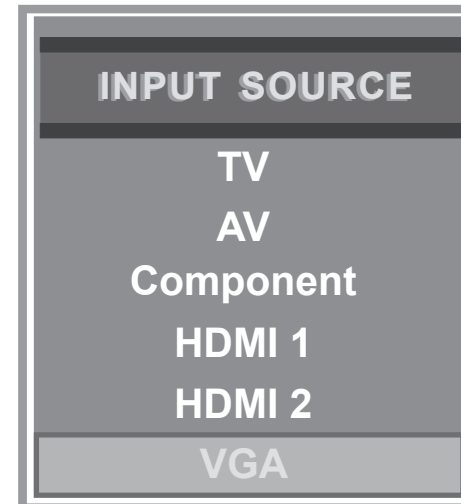 INPUT SOURCE
TV
AV
Component
HDMI 1
HDMI 2
VGA